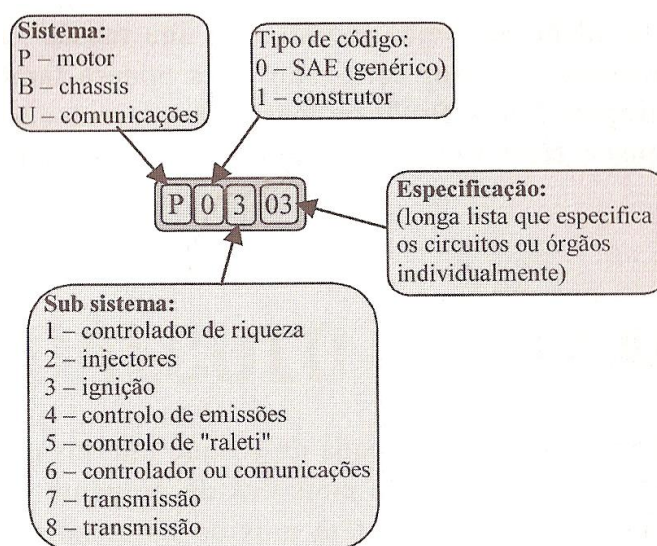 Sistema:
P – motor
B – chassis
U – comunicações
Tipo de código:
0 – SAE (genérico)
1 – construtor
P 0 3 03
Especificação:
(longa lista que especifica
os circuitos ou órgãos
individualmente)
Sub sistema:
1 – controlador de riqueza
2 – injectores
3 – ignição
4 – controlo de emissões
5 – controlo de "raleti"
6 – controlador ou comunicações
7 – transmissão
8 – transmissão